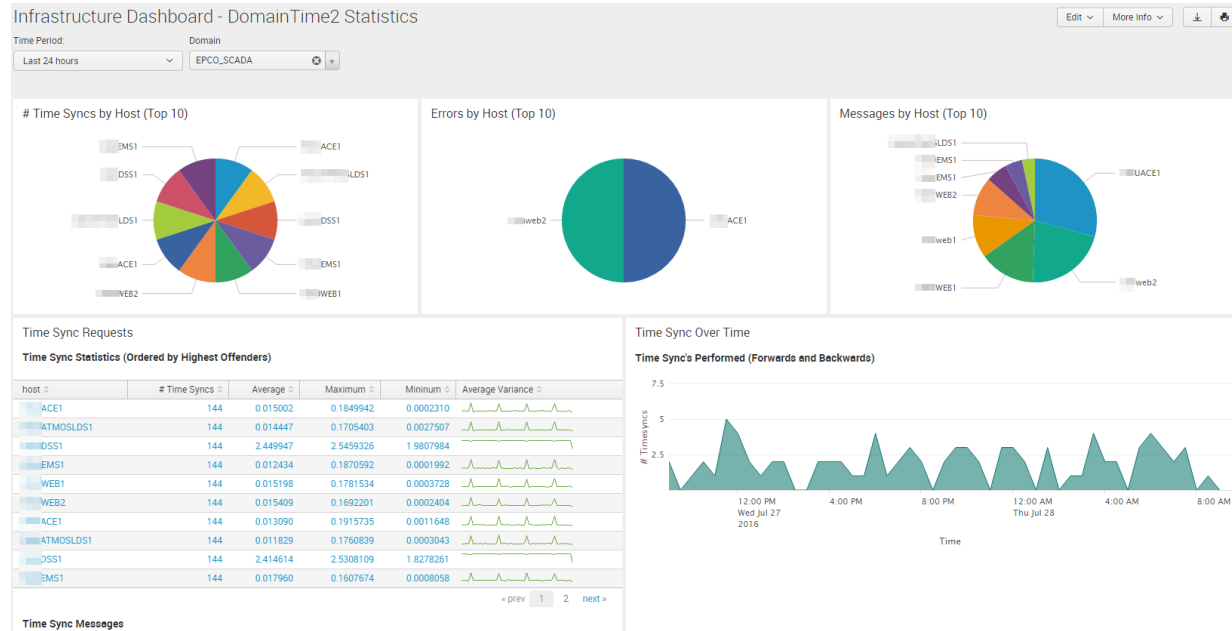 Infrastructure Dashboard - DomainTime2 Statistics
Edit More Info
Time Period: Domain
Last 24 hours EPCO_SCADA
# Time Syncs by Host (Top 10)
EMS1 ACE1
DSS1 SLDS1
LDS1 DSS1
ACE1 EMS1
WEB2 WEB1
Errors by Host (Top 10)
web2 ACE1
Messages by Host (Top 10)
SLDS1
EMS1
EMS1 UACE1
WEB2
web1
WEB1 web2
Time Sync Requests
Time Sync Statistics (Ordered by Highest Offenders)
host # Time Syncs Average Maximum Mininum Average Variance
ACE1 144 0.015002 0.1849942 0.0002310
ATMOSLDS1 144 0.014447 0.1705403 0.0027507
DSS1 144 2.449947 2.5459326 1.9807984
EMS1 144 0.012434 0.1870592 0.0001992
WEB1 144 0.015198 0.1781534 0.0003728
WEB2 144 0.015409 0.1692201 0.0002404
ACE1 144 0.013090 0.1915735 0.0011648
ATMOSLDS1 144 0.011829 0.1760839 0.0003043
DSS1 144 2.414614 2.5308109 1.8278261
EMS1 144 0.017960 0.1607674 0.0008058
« prev 1 2 next »
Time Sync Messages
Time Sync Over Time
Time Sync's Performed (Forwards and Backwards)
7.5
5
2.5
# Timesyncs
12:00 PM 4:00 PM 8:00 PM 12:00 AM 4:00 AM 8:00 AM
Wed Jul 27 Thu Jul 28
2016
Time